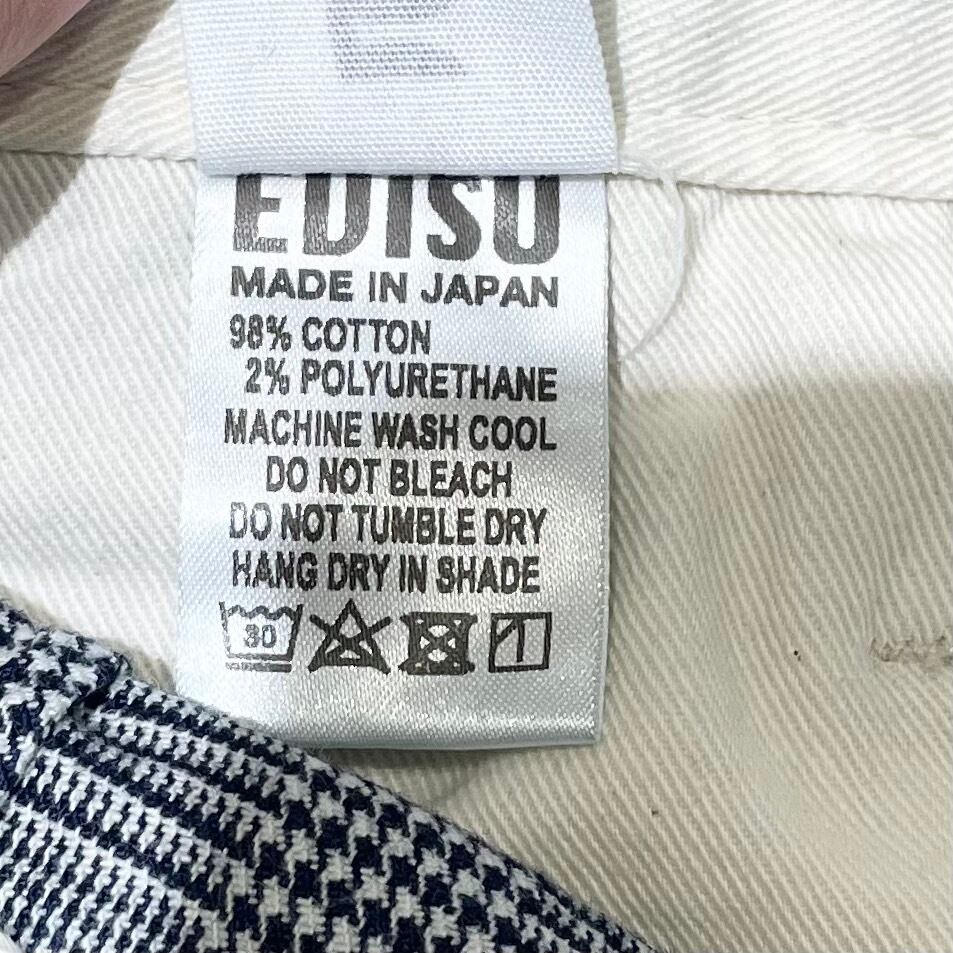 EDISU
MADE IN JAPAN
98% COTTON
2% POLYURETHANE
MACHINE WASH COOL
DO NOT BLEACH
DO NOT TUMBLE DRY
HANG DRY IN SHADE
30